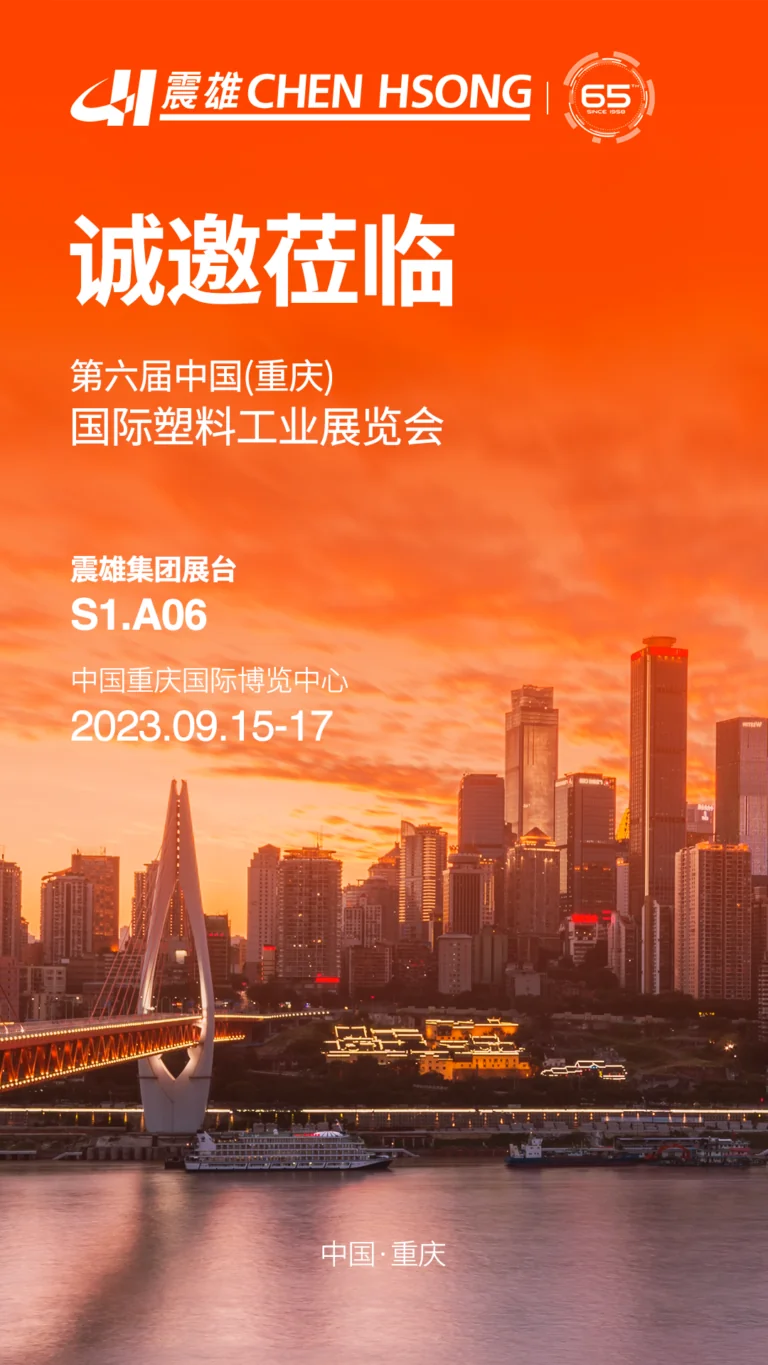 震雄 CHEN HSONG
65TH
SINCE 1958
诚邀莅临
第六届中国(重庆)
国际塑料工业展览会
震雄集团展台
S1.A06
中国重庆国际博览中心
2023.09.15-17
中国·重庆